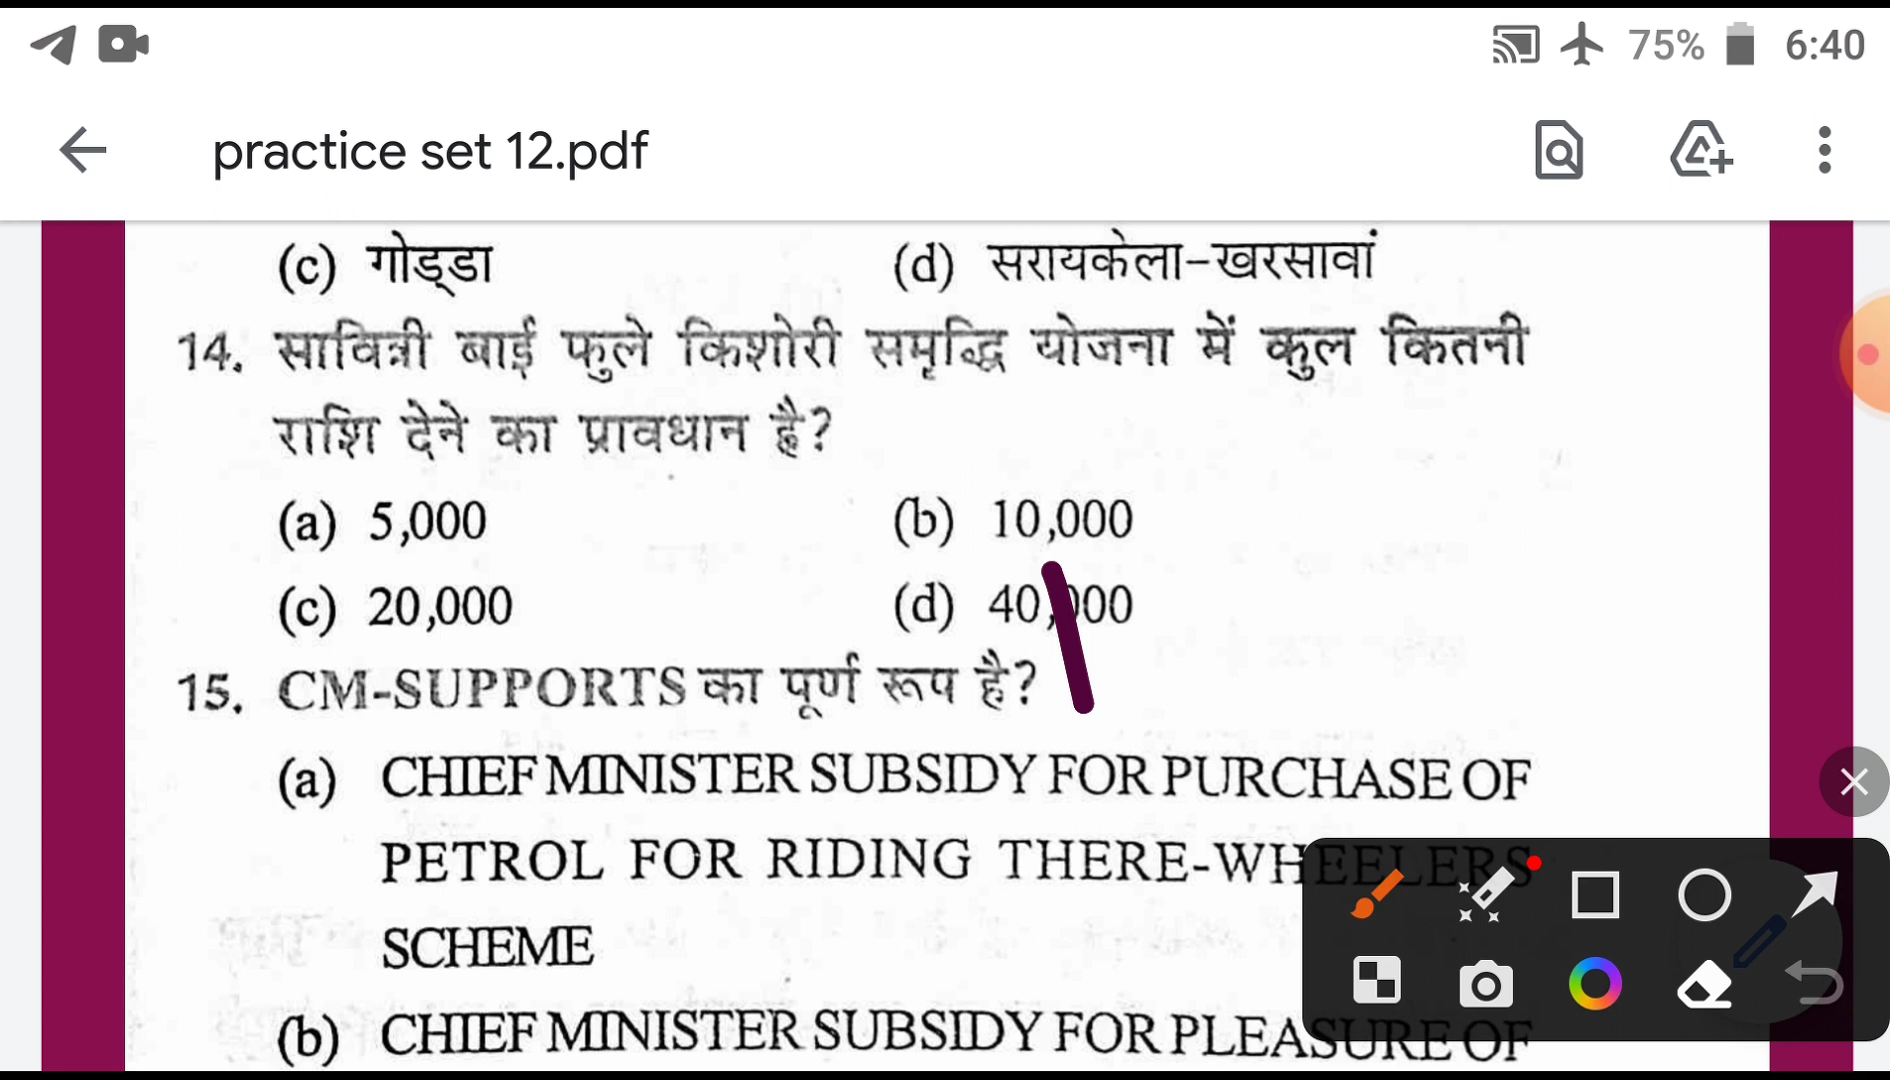 75% 6:40
practice set 12.pdf
(c) गोड्डा (d) सरायकेला-खरसावां
14. सावित्री बाई फुले किशोरी समृद्धि योजना में कुल कितनी
राशि देने का प्रावधान है?
(a) 5,000 (b) 10,000
(c) 20,000 (d) 40,000
15. CM-SUPPORTS का पूर्ण रूप है?
(a) CHIEF MINISTER SUBSIDY FOR PURCHASE OF
PETROL FOR RIDING THERE-WHEELERS
SCHEME
(b) CHIEF MINISTER SUBSIDY FOR PLEASURE OF